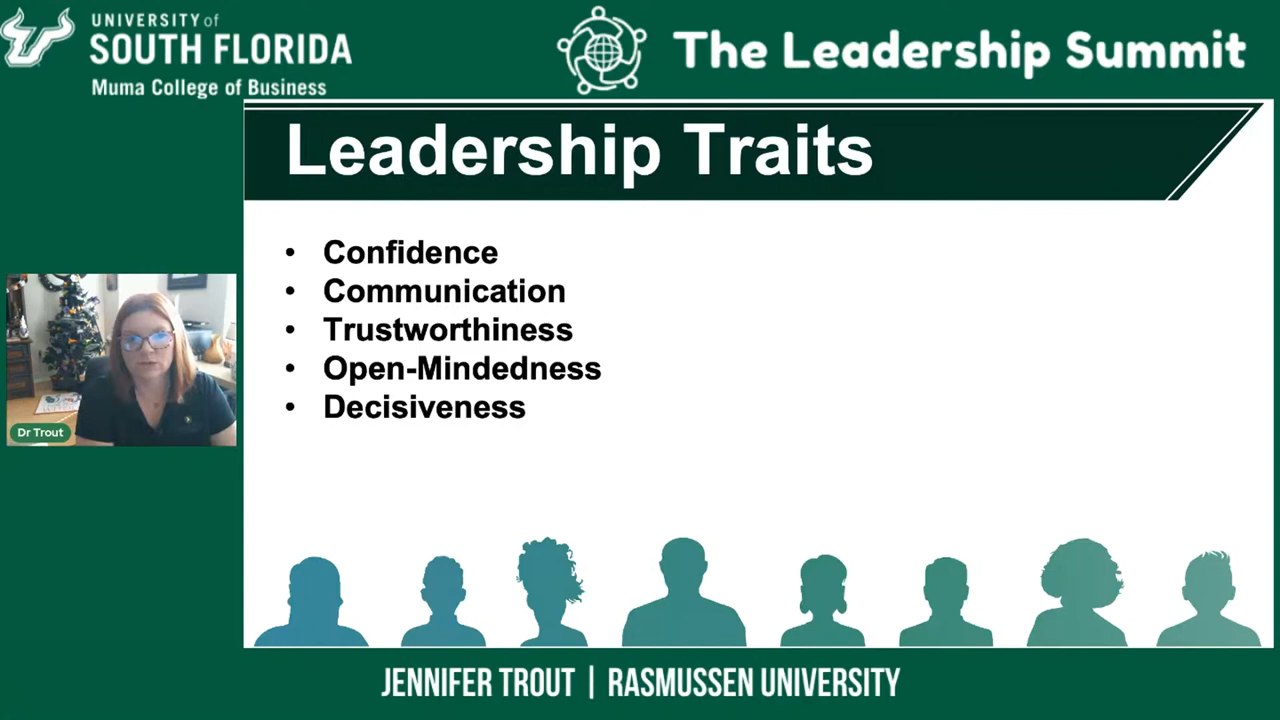 UNIVERSITY of
SOUTH FLORIDA
Muma College of Business
The Leadership Summit
Leadership Traits
• Confidence
• Communication
• Trustworthiness
• Open-Mindedness
• Decisiveness
Dr Trout
JENNIFER TROUT | RASMUSSEN UNIVERSITY